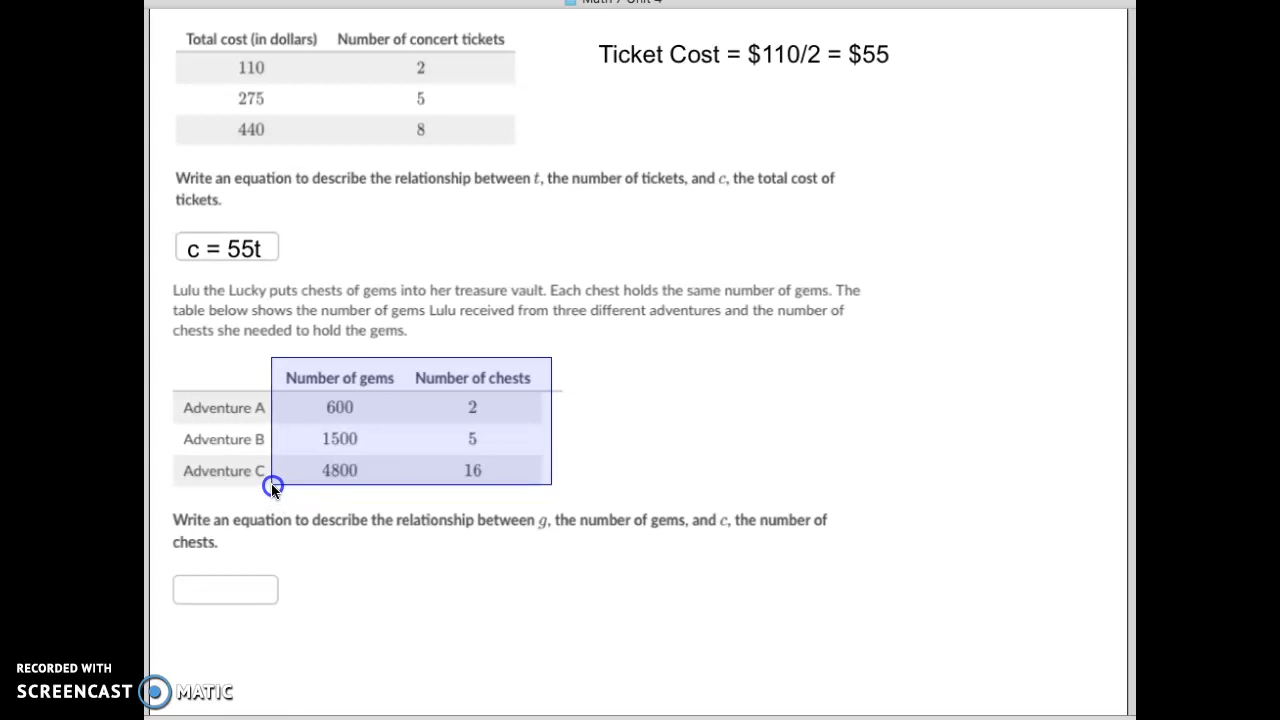 Total cost (in dollars) Number of concert tickets
110 2
275 5
440 8
Ticket Cost = $110/2 = $55
Write an equation to describe the relationship between t, the number of tickets, and c, the total cost of
tickets.
c = 55t
Lulu the Lucky puts chests of gems into her treasure vault. Each chest holds the same number of gems. The
table below shows the number of gems Lulu received from three different adventures and the number of
chests she needed to hold the gems.
Number of gems Number of chests
Adventure A 600 2
Adventure B 1500 5
Adventure C 4800 16
Write an equation to describe the relationship between g, the number of gems, and c, the number of
chests.
RECORDED WITH
SCREENCAST MATIC